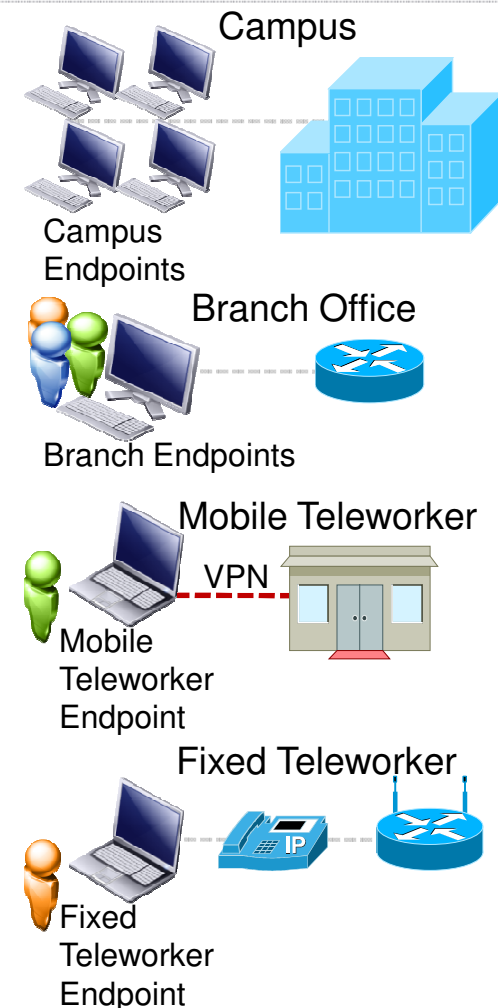 Campus
Campus
Endpoints
Branch Office
Branch Endpoints
Mobile Teleworker
VPN
Mobile
Teleworker
Endpoint
Fixed Teleworker
IP
Fixed
Teleworker
Endpoint